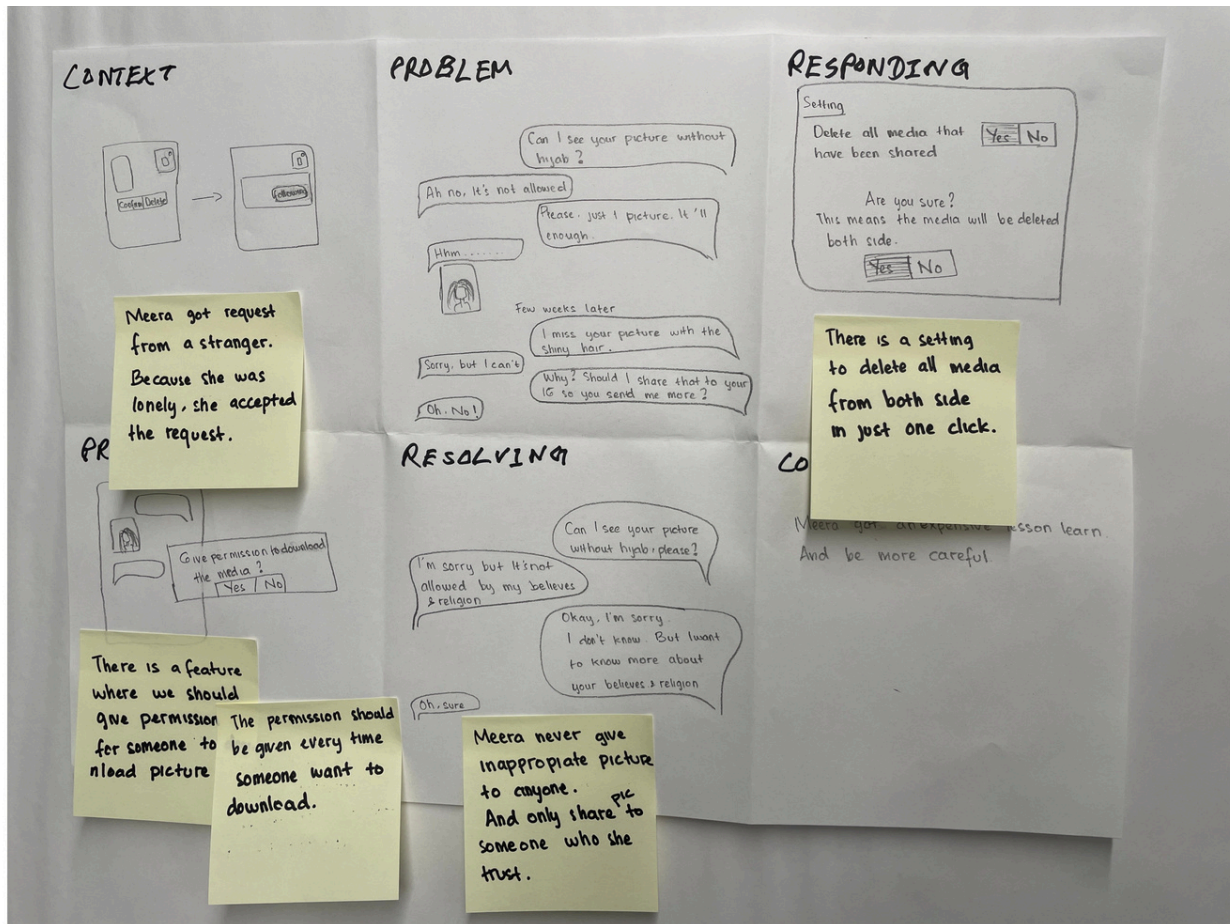 CONTEXT
Confirm Delete
Following
Meera got request
from a stranger.
Because she was
lonely, she accepted
the request.
PROBLEM
Can I see your picture without
hiyab?
Ah no, It's not allowed
Please. just 1 picture. It'll
enough.
Hhm.......
Few weeks later
I miss your picture with the
shiny hair.
Sorry, but I can't
Why? Should I share that to your
IG so you send me more?
Oh, No!
RESPONDING
Setting
Delete all media that
have been shared
Yes No
Are you sure?
This means the media will be deleted
both side.
Yes No
There is a setting
to delete all media
from both side
in just one click.
PR
Give permission to download
the media?
Yes / No
There is a feature
where we should
give permission
for someone to
nload picture
The permission should
be given every time
someone want to
download.
RESOLVING
Can I see your picture
without hiyab, please?
I'm sorry but It's not
allowed by my believes
& religion
Okay, I'm sorry.
I don't know. But I want
to know more about
your believes & religion
Oh, sure
Meera never give
inappropiate picture
to anyone.
And only share pic to
someone who she
trust.
CO
Meera got an expensive lesson learn.
And be more careful.